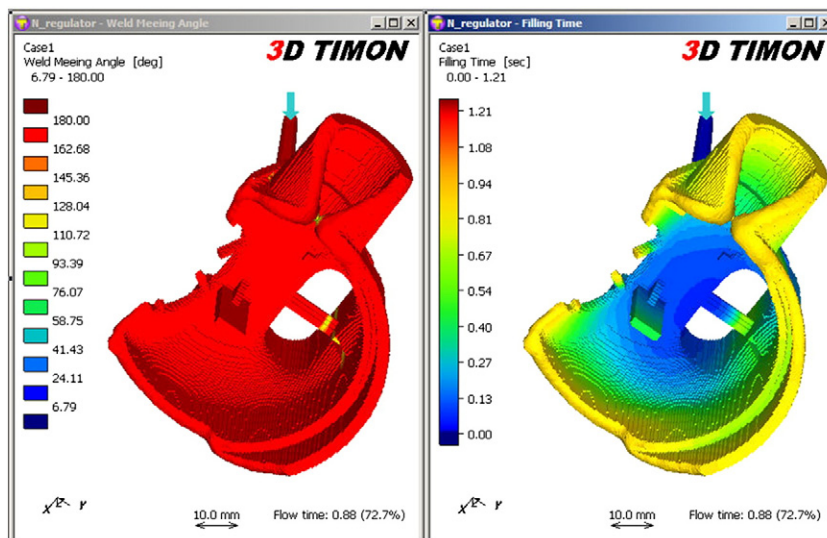 N_regulator - Weld Meeing Angle
Case1
Weld Meeing Angle [deg]
6.79 - 180.00
3D TIMON
180.00
162.68
145.36
128.04
110.72
93.39
76.07
58.75
41.43
24.11
6.79
X Z Y
10.0 mm
Flow time: 0.88 (72.7%)
N_regulator - Filling Time
Case1
Filling Time [sec]
0.00 - 1.21
3D TIMON
1.21
1.08
0.94
0.81
0.67
0.54
0.40
0.27
0.13
0.00
X Z Y
10.0 mm
Flow time: 0.88 (72.7%)